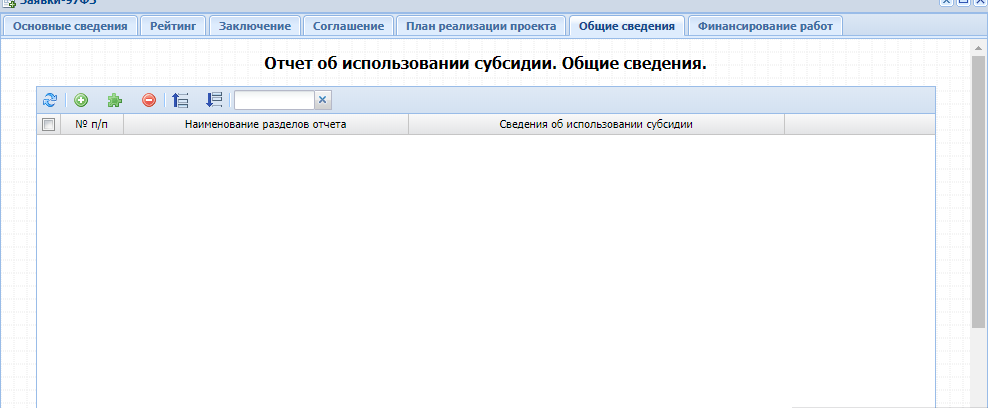 Заявки-97ФЗ
Основные сведения Рейтинг Заключение Соглашение План реализации проекта Общие сведения Финансирование работ
Отчет об использовании субсидии. Общие сведения.
№ п/п Наименование разделов отчета Сведения об использовании субсидии